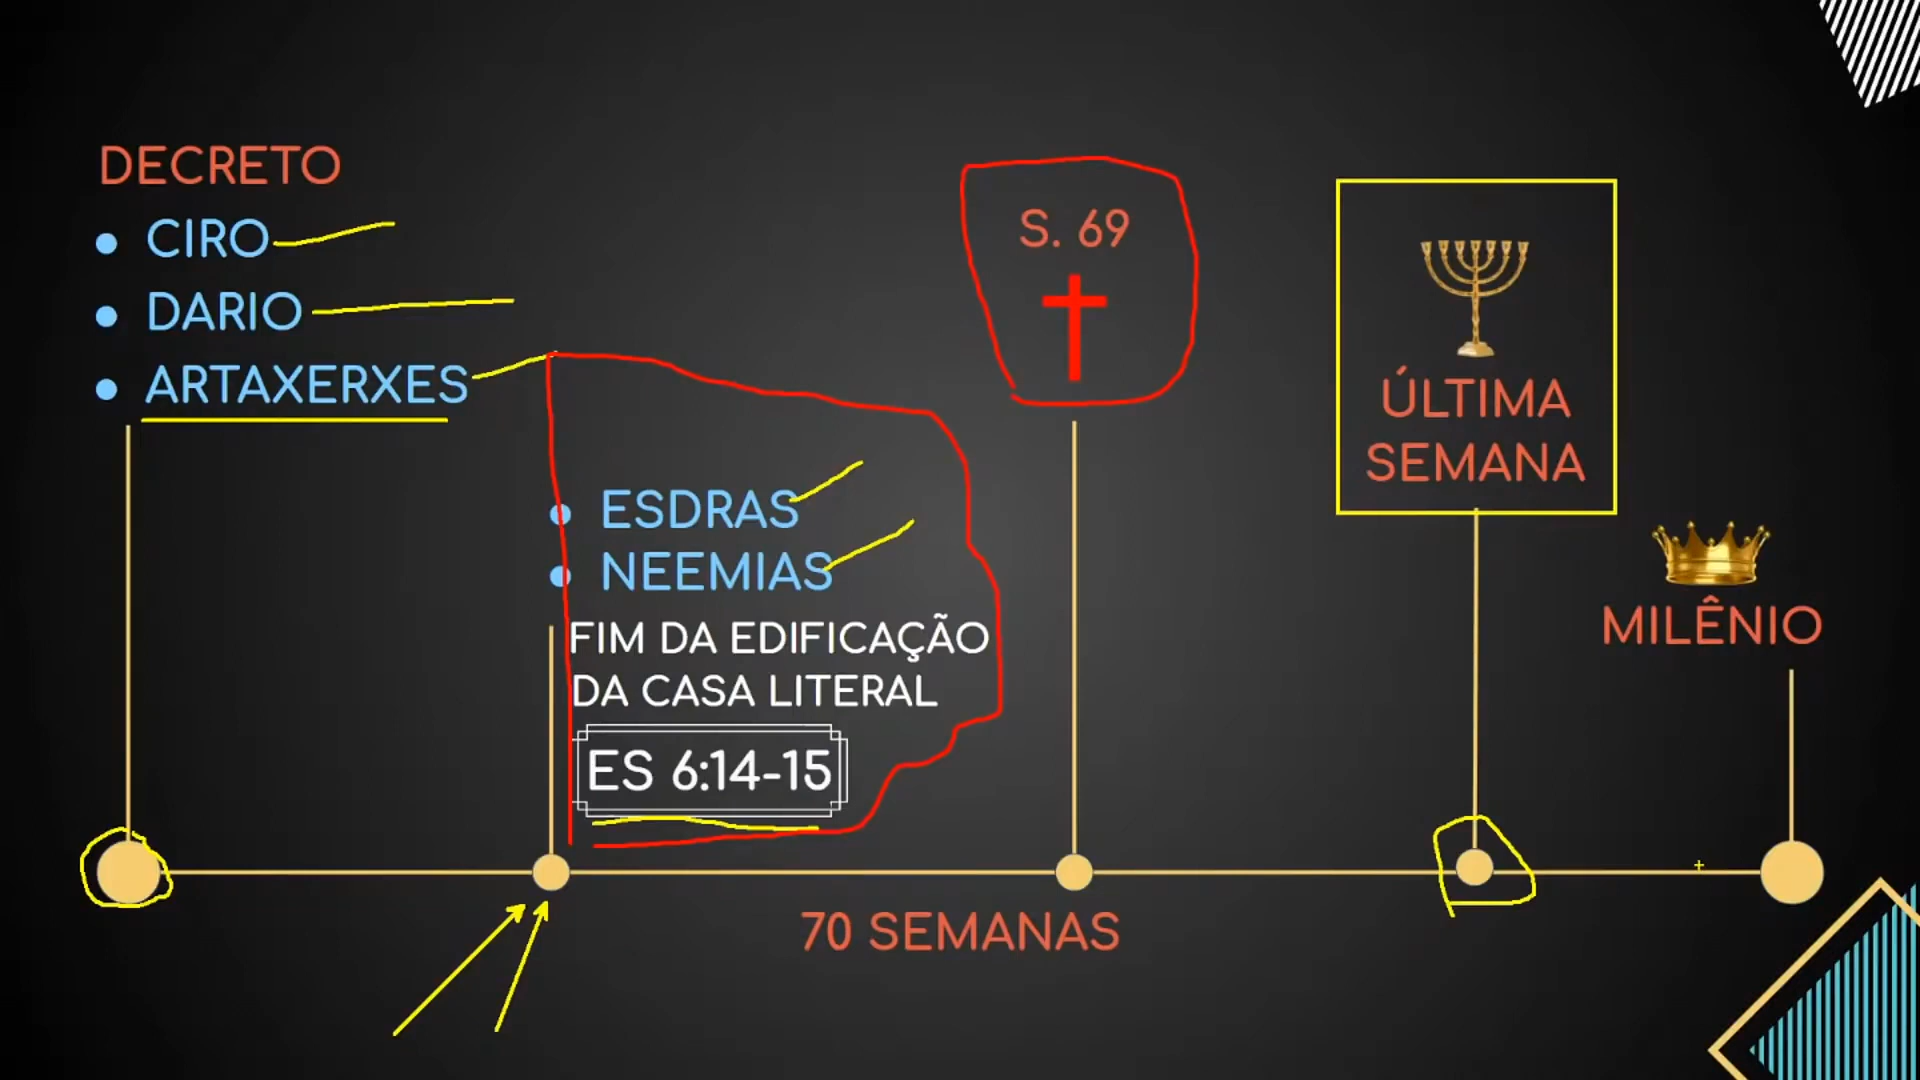 DECRETO
CIRO
DARIO
ARTAXERXES
ESDRAS
NEEMIAS
FIM DA EDIFICAÇÃO
DA CASA LITERAL
ES 6:14-15
S. 69
ÚLTIMA
SEMANA
MILÊNIO
70 SEMANAS